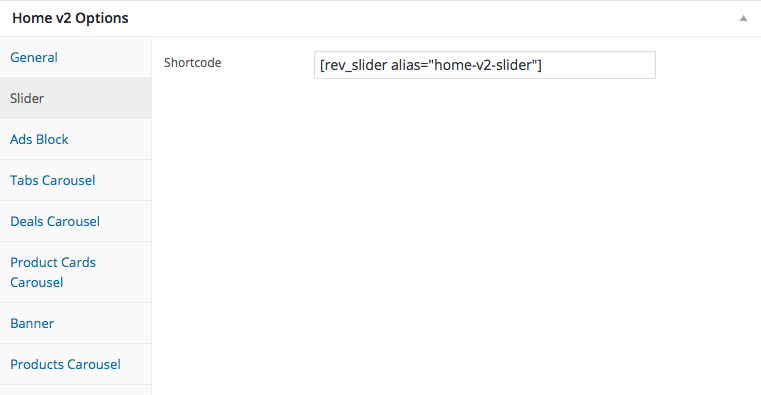 Home v2 Options
General
Shortcode
[rev_slider alias="home-v2-slider"]
Slider
Ads Block
Tabs Carousel
Deals Carousel
Product Cards
Carousel
Banner
Products Carousel